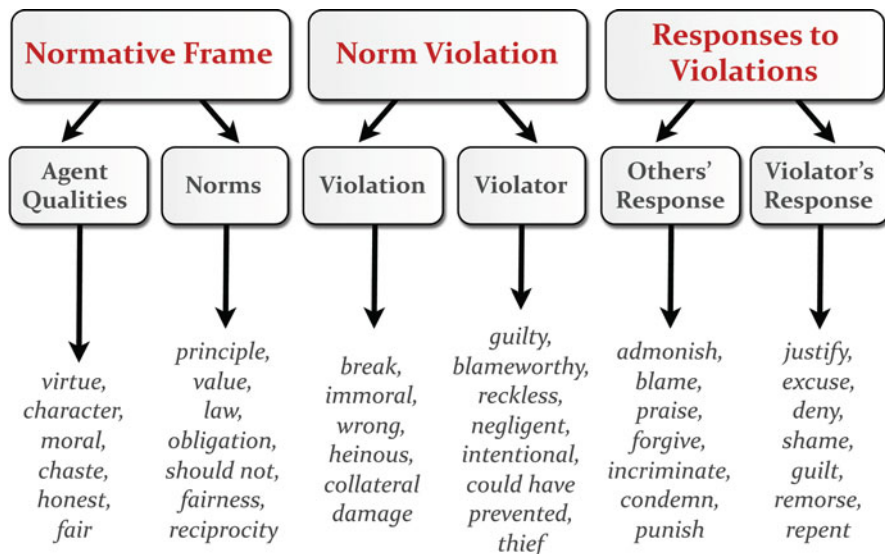 Normative Frame
Norm Violation
Responses to
Violations
Agent
Qualities
Norms
Violation
Violator
Others'
Response
Violator's
Response
virtue,
character,
moral,
chaste
honest,
fair
principle,
value,
law,
obligation,
should not,
fairness,
reciprocity
break,
immoral,
wrong,
heinous,
collateral
damage
guilty,
blameworthy,
reckless,
negligent,
intentional,
could have
prevented,
thief
admonish,
blame,
praise,
forgive,
incriminate,
condemn,
punish
justify,
excuse,
deny,
shame,
guilt,
remorse,
repent